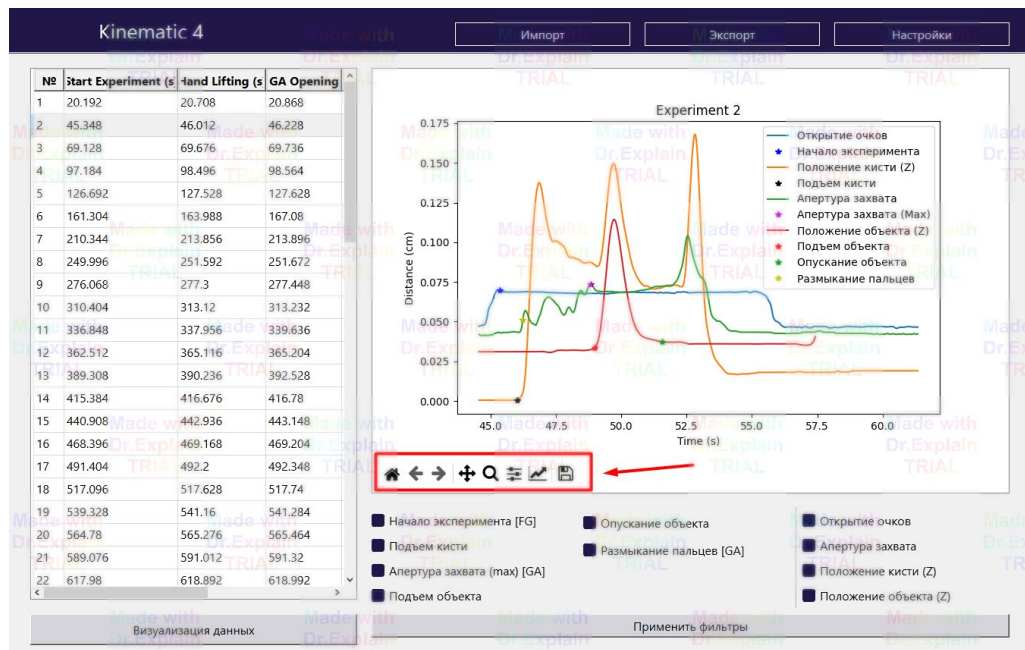 Kinematic 4
Импорт
Экспорт
Настройки
№ Start Experiment (s Hand Lifting (s GA Opening
1 20.192 20.708 20.868
2 45.348 46.012 46.228
3 69.128 69.676 69.736
4 97.184 98.496 98.564
5 126.692 127.528 127.628
6 161.304 163.988 167.08
7 210.344 213.856 213.896
8 249.996 251.592 251.672
9 276.068 277.3 277.448
10 310.404 313.12 313.232
11 336.848 337.956 339.636
12 362.512 365.116 365.204
13 389.308 390.236 392.528
14 415.384 416.676 416.78
15 440.908 442.936 443.148
16 468.396 469.168 469.204
17 491.404 492.2 492.348
18 517.096 517.628 517.74
19 539.328 541.16 541.284
20 564.78 565.276 565.464
21 589.076 591.012 591.32
22 617.98 618.892 618.992
Визуализация данных
Experiment 2
Distance (cm)
0.175
0.150
0.125
0.100
0.075
0.050
0.025
0.000
45.0 47.5 50.0 52.5 55.0 57.5 60.0
Time (s)
Открытие очков
Начало эксперимента
Положение кисти (Z)
Подъем кисти
Апертура захвата
Апертура захвата (Max)
Положение объекта (Z)
Подъем объекта
Опускание объекта
Размыкание пальцев
Начало эксперимента [FG]
Подъем кисти
Апертура захвата (max) [GA]
Подъем объекта
Опускание объекта
Размыкание пальцев [GA]
Открытие очков
Апертура захвата
Положение кисти (Z)
Положение объекта (Z)
Применить фильтры
Made with
Dr.Explain
TRIAL